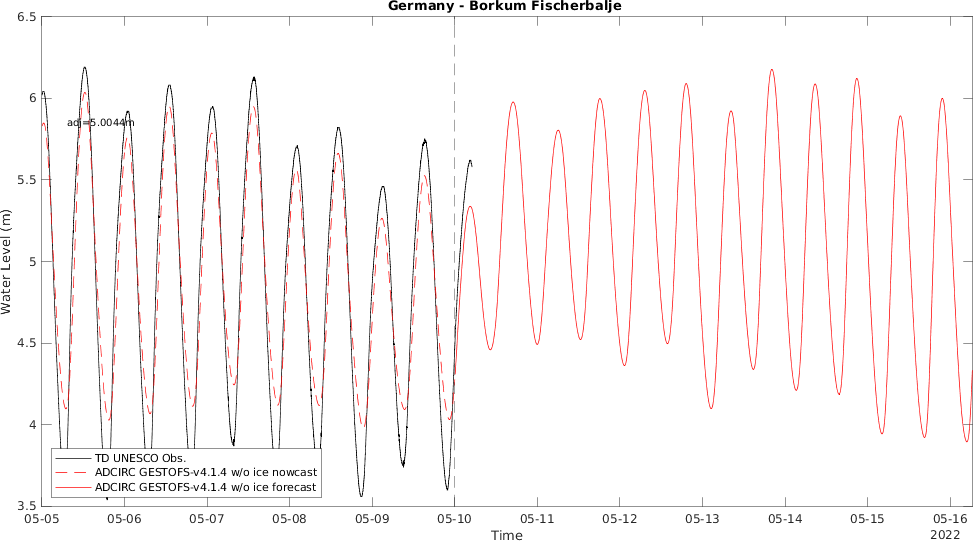 Germany - Borkum Fischerbalje
6.5
6
5.5
5
4.5
4
3.5
Water Level (m)
adj=5.0044m
TD UNESCO Obs.
ADCIRC GESTOFS-v4.1.4 w/o ice nowcast
ADCIRC GESTOFS-v4.1.4 w/o ice forecast
05-05 05-06 05-07 05-08 05-09 05-10 05-11 05-12 05-13 05-14 05-15 05-16
Time
2022